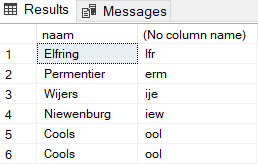 Results Messages
naam (No column name)
1 Elfring lfr
2 Permentier erm
3 Wijers ije
4 Niewenburg iew
5 Cools ool
6 Cools ool